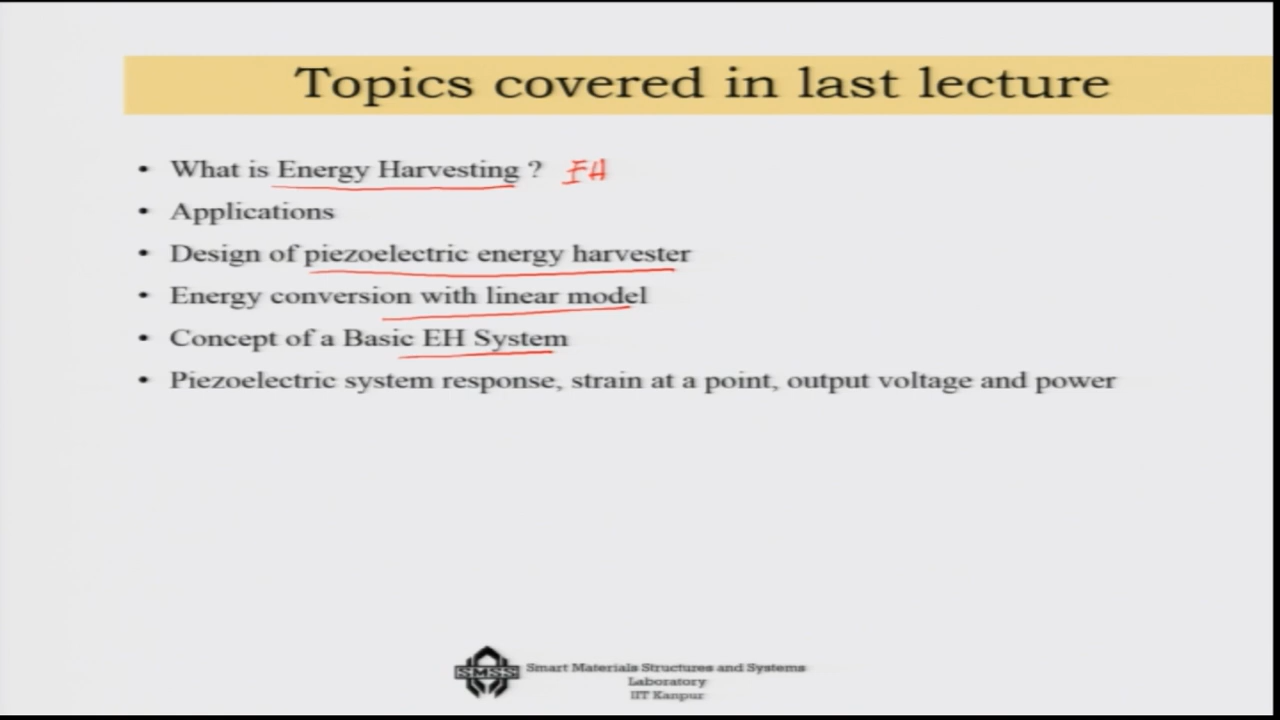 Topics covered in last lecture
• What is Energy Harvesting ? EH
• Applications
• Design of piezoelectric energy harvester
• Energy conversion with linear model
• Concept of a Basic EH System
• Piezoelectric system response, strain at a point, output voltage and power
SMSS
Smart Materials Structures and Systems
Laboratory
IIT Kanpur